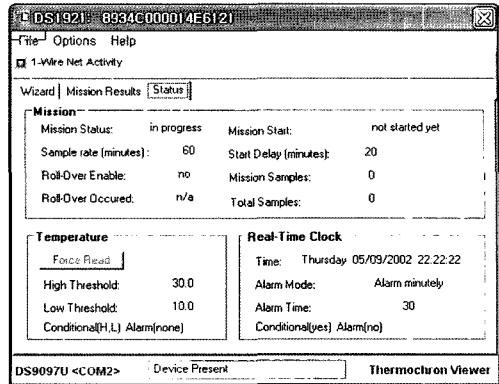 DS1921: 8934C000014E6121
File Options Help
1-Wire Net Activity
Wizard Mission Results Status
Mission
Mission Status: in progress Mission Start: not started yet
Sample rate (minutes): 60 Start Delay (minutes): 20
Roll-Over Enable: no Mission Samples: 0
Roll-Over Occured: n/a Total Samples: 0
Temperature Real-Time Clock
Force Read Time: Thursday 05/09/2002 22:22:22
High Threshold: 30.0 Alarm Mode: Alarm minutely
Low Threshold: 10.0 Alarm Time: 30
Conditional(H,L) Alarm(none) Conditional(yes) Alarm(no)
DS9097U <COM2> Device Present Thermochron Viewer